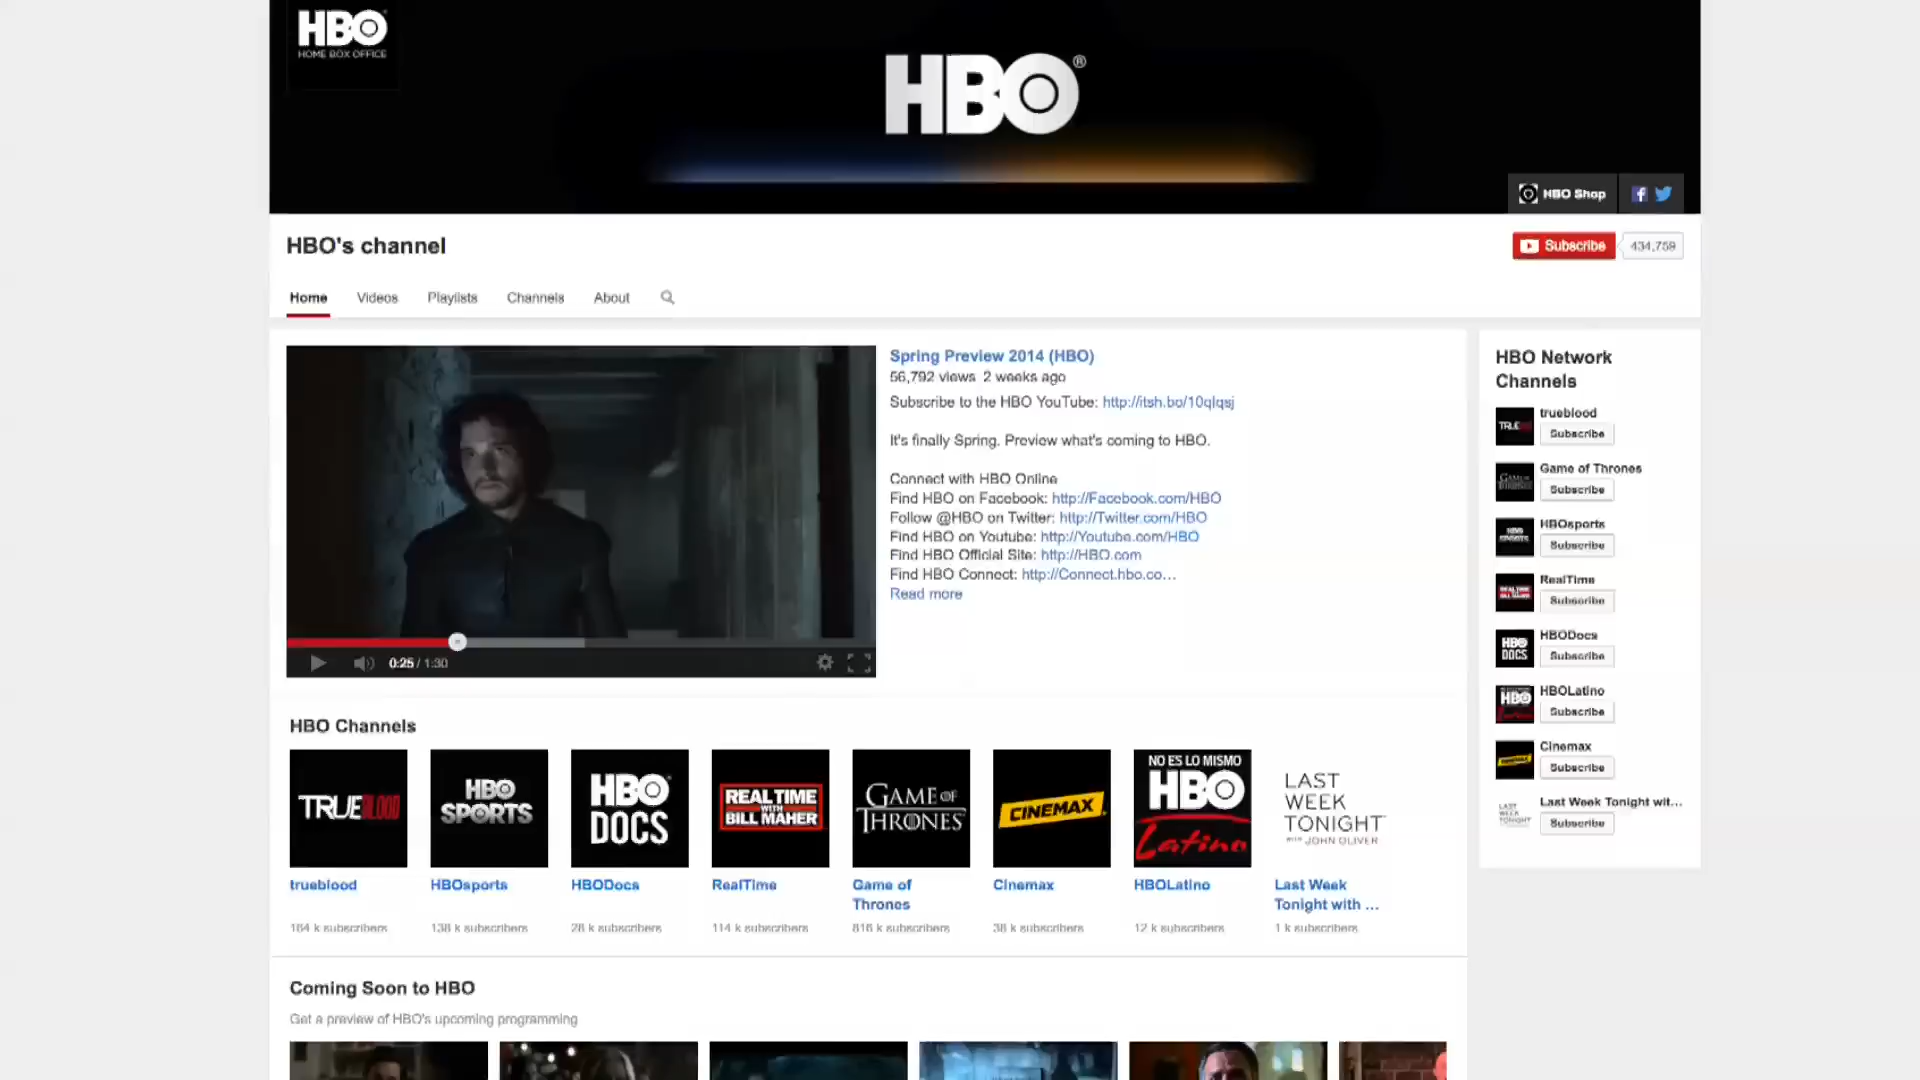 HBO
HOME BOX OFFICE
HBO®
HBO Shop
HBO's channel
Subscribe
434,759
Home
Videos
Playlists
Channels
About
Spring Preview 2014 (HBO)
56,792 views 2 weeks ago
Subscribe to the HBO YouTube: http://itsh.bo/10qlqsj
It's finally Spring. Preview what's coming to HBO.
Connect with HBO Online
Find HBO on Facebook: http://Facebook.com/HBO
Follow @HBO on Twitter: http://Twitter.com/HBO
Find HBO on Youtube: http://Youtube.com/HBO
Find HBO Official Site: http://HBO.com
Find HBO Connect: http://Connect.hbo.co...
Read more
0:25 / 1:30
HBO Network
Channels
trueblood
Subscribe
Game of Thrones
Subscribe
HBOsports
Subscribe
RealTime
Subscribe
HBODocs
Subscribe
HBOLatino
Subscribe
Cinemax
Subscribe
Last Week Tonight wit...
Subscribe
HBO Channels
TRUE BLOOD
HBO
SPORTS
HBO
DOCS
REAL TIME
WITH
BILL MAHER
GAME OF
THRONES
CINEMAX
NO ES LO MISMO
HBO
Latino
LAST
WEEK
TONIGHT
WITH JOHN OLIVER
trueblood
HBOsports
HBODocs
RealTime
Game of
Thrones
Cinemax
HBOLatino
Last Week
Tonight with ...
184 k subscribers
138 k subscribers
28 k subscribers
114 k subscribers
816 k subscribers
38 k subscribers
12 k subscribers
1 k subscribers
Coming Soon to HBO
Get a preview of HBO's upcoming programming